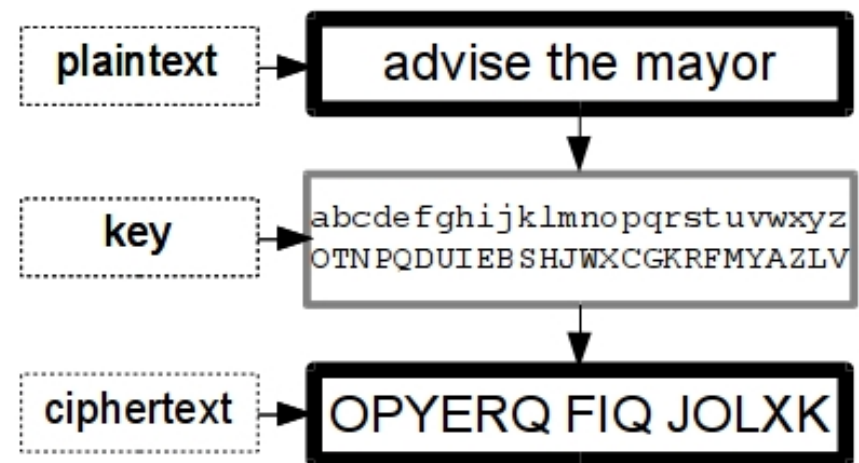 plaintext
advise the mayor
key
abcdefghijklmnopqrstuvwxyz
OTNPQDUIEBSHJWXCGKRFMYAZLV
ciphertext
OPYERQ FIQ JOLXK